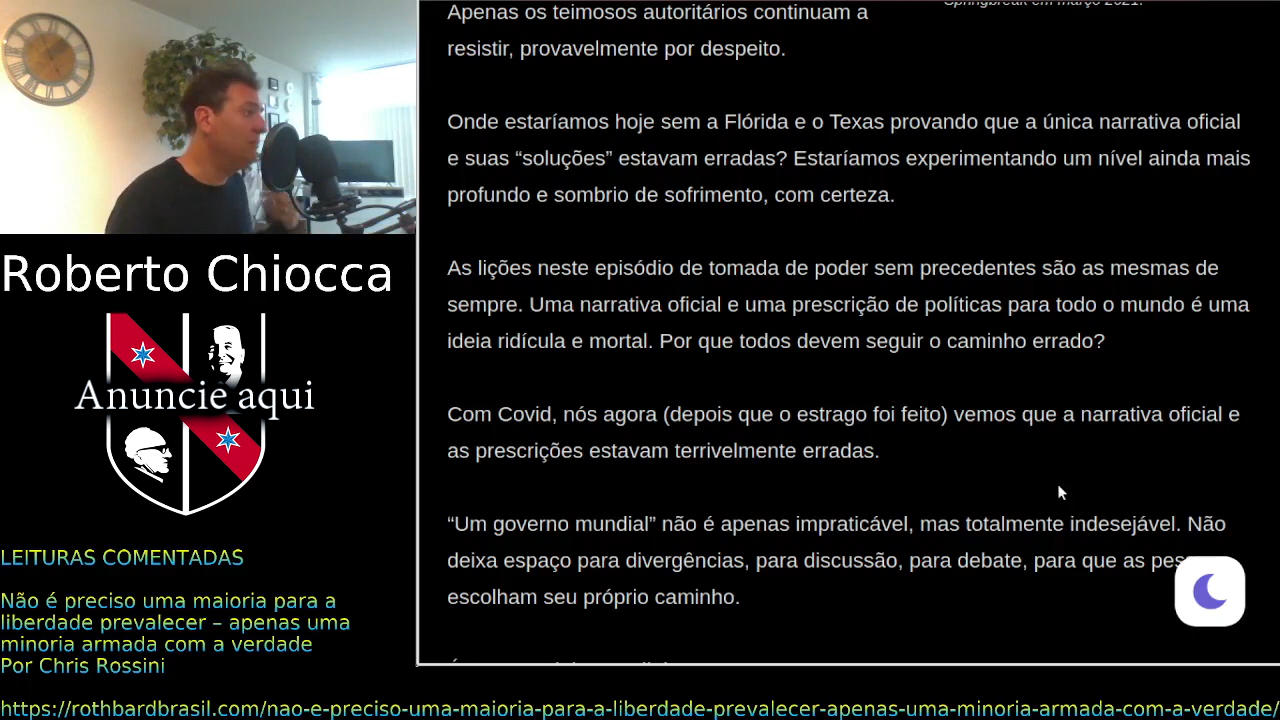 Springbreak em março 2021.
Apenas os teimosos autoritários continuam a
resistir, provavelmente por despeito.
Onde estaríamos hoje sem a Flórida e o Texas provando que a única narrativa oficial
e suas “soluções” estavam erradas? Estaríamos experimentando um nível ainda mais
profundo e sombrio de sofrimento, com certeza.
As lições neste episódio de tomada de poder sem precedentes são as mesmas de
sempre. Uma narrativa oficial e uma prescrição de políticas para todo o mundo é uma
ideia ridícula e mortal. Por que todos devem seguir o caminho errado?
Com Covid, nós agora (depois que o estrago foi feito) vemos que a narrativa oficial e
as prescrições estavam terrivelmente erradas.
“Um governo mundial” não é apenas impraticável, mas totalmente indesejável. Não
deixa espaço para divergências, para discussão, para debate, para que as
escolham seu próprio caminho.
Roberto Chiocca
Anuncie aqui
LEITURAS COMENTADAS
Não é preciso uma maioria para a
liberdade prevalecer – apenas uma
minoria armada com a verdade
Por Chris Rossini
https://rothbardbrasil.com/nao-e-preciso-uma-maioria-para-a-liberdade-prevalecer-apenas-uma-minoria-armada-com-a-verdade/